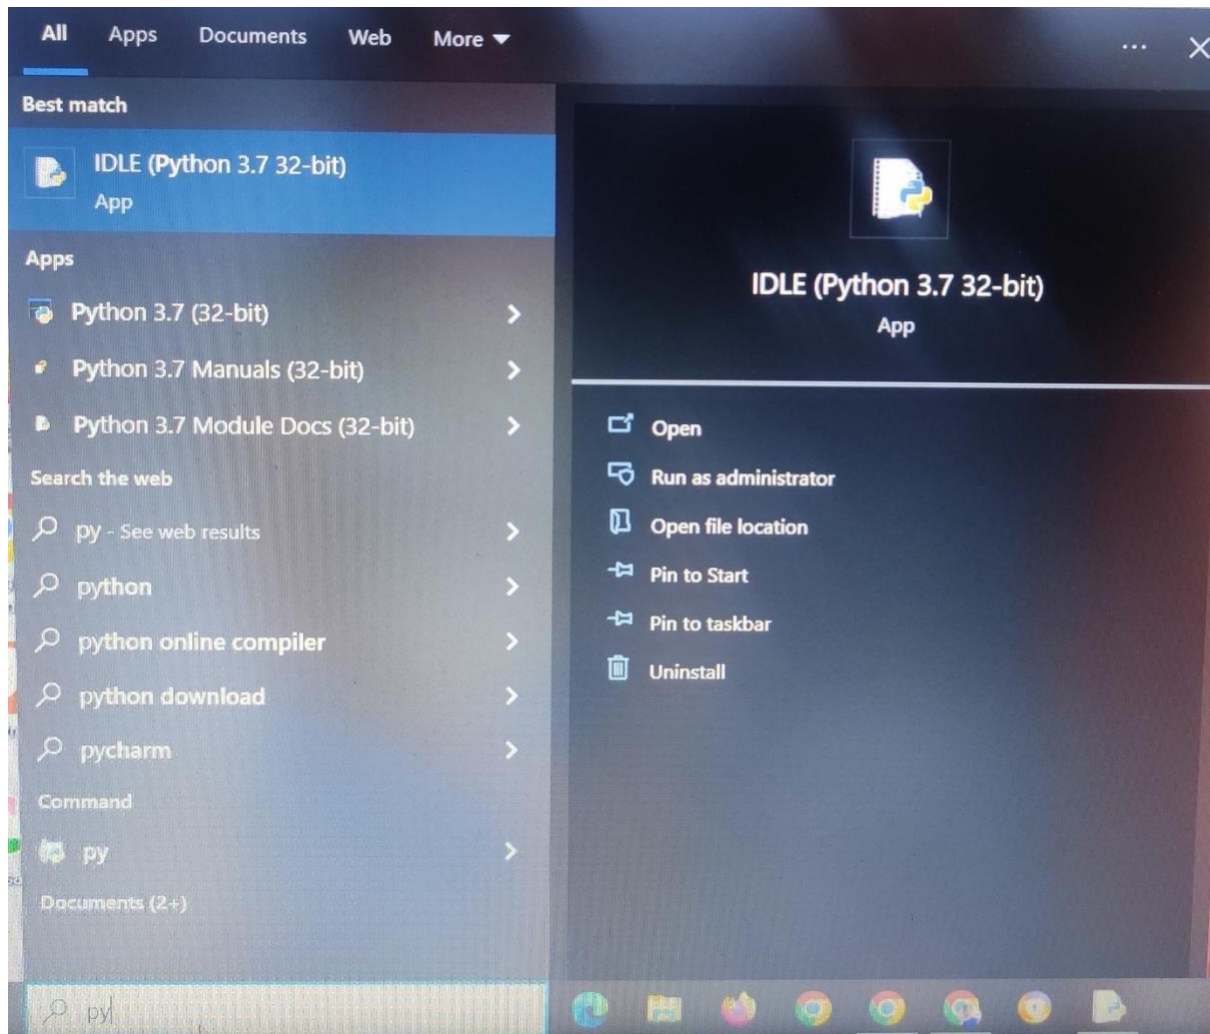 All Apps Documents Web More
Best match
IDLE (Python 3.7 32-bit)
App
Apps
Python 3.7 (32-bit)
Python 3.7 Manuals (32-bit)
Python 3.7 Module Docs (32-bit)
Search the web
py - See web results
python
python online compiler
python download
pycharm
Command
py
Documents (2+)
py
IDLE (Python 3.7 32-bit)
App
Open
Run as administrator
Open file location
Pin to Start
Pin to taskbar
Uninstall